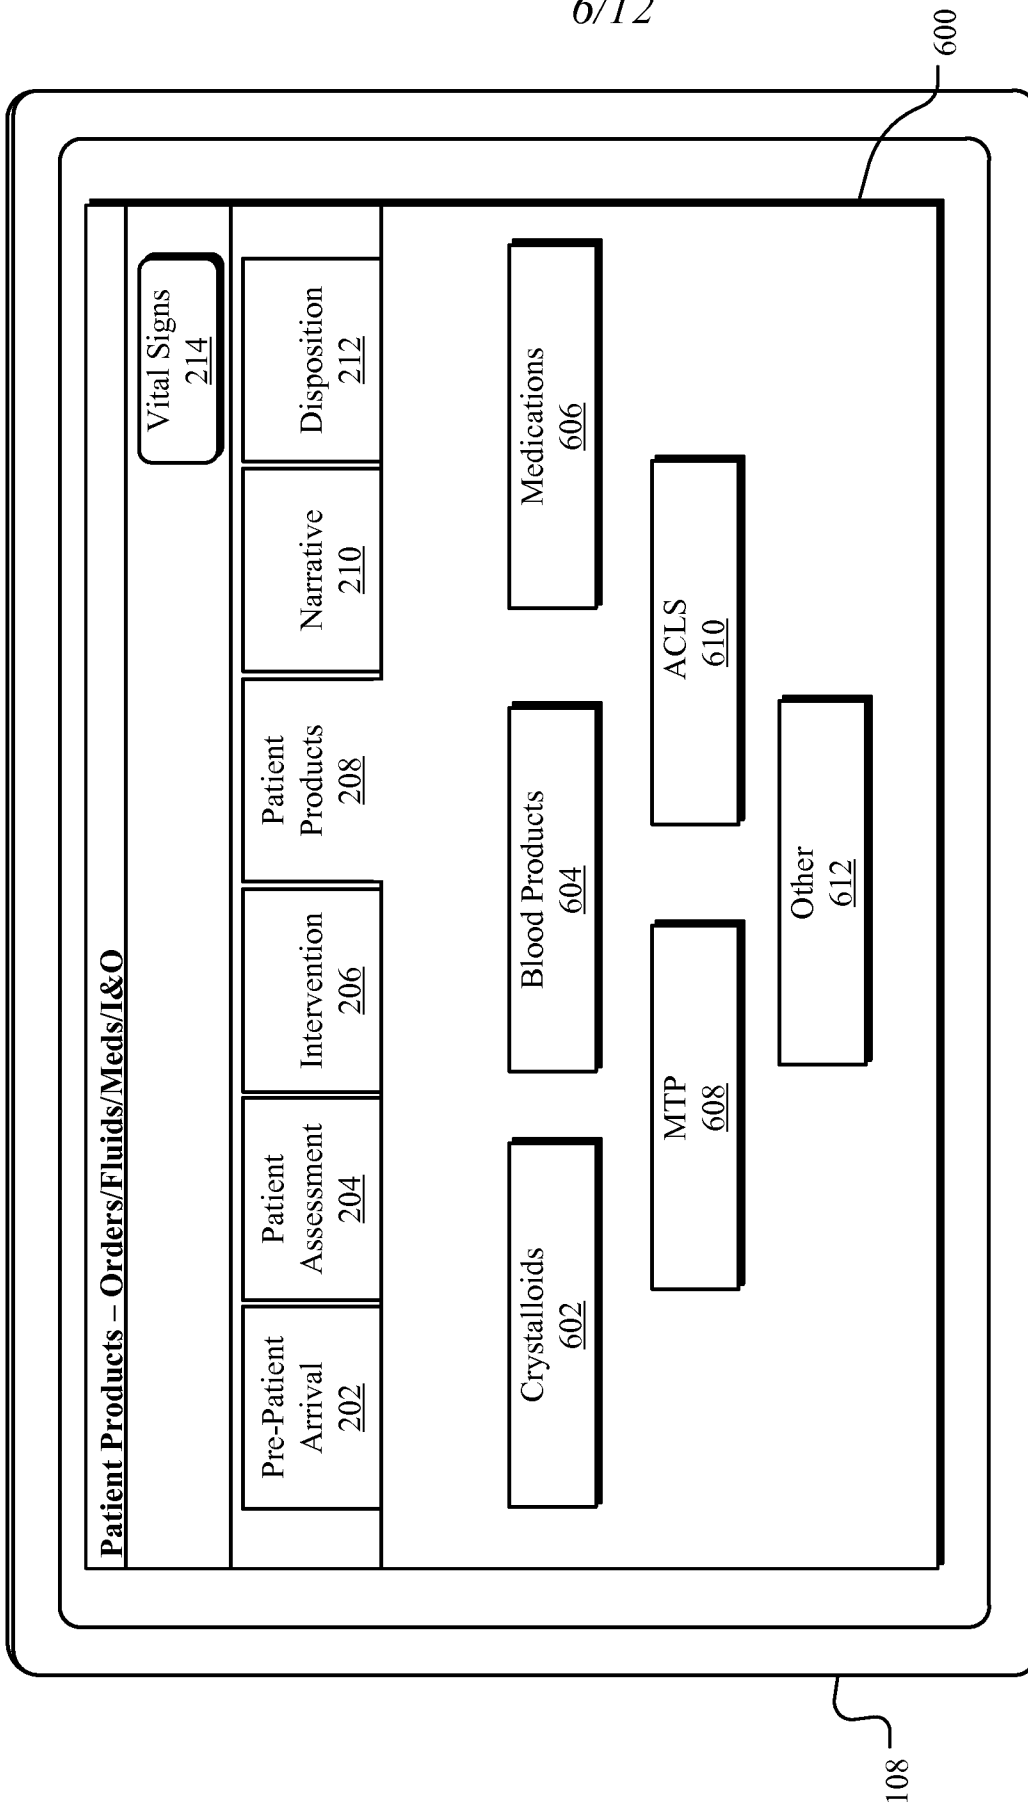 6/12
600
Patient Products – Orders/Fluids/Meds/I&O
Vital Signs
214
Pre-Patient
Arrival
202
Patient
Assessment
204
Intervention
206
Patient
Products
208
Narrative
210
Disposition
212
Crystalloids
602
Blood Products
604
Medications
606
MTP
608
ACLS
610
Other
612
108